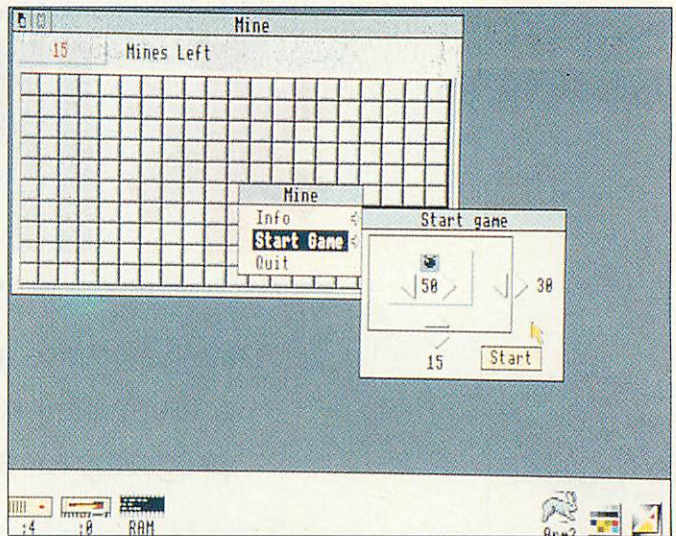 Mine
15 Mines Left
Mine
Info
Start Game
Quit
Start game
50
30
15
Start
:4 :0 RAM